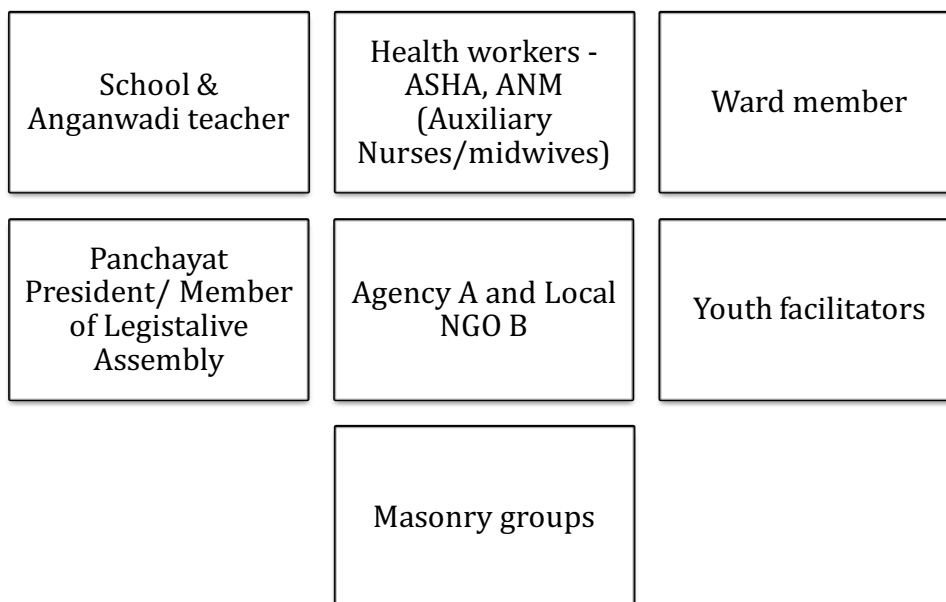 School &
Anganwadi teacher
Health workers -
ASHA, ANM
(Auxiliary
Nurses/midwives)
Ward member
Panchayat
President/ Member
of Legistalive
Assembly
Agency A and Local
NGO B
Youth facilitators
Masonry groups